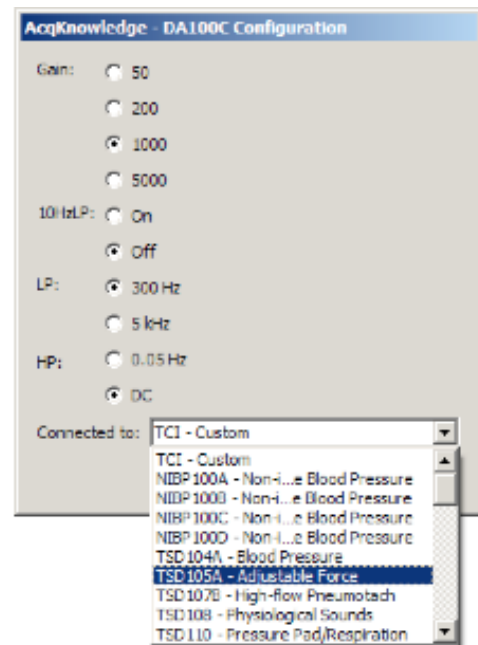 AcqKnowledge - DA100C Configuration
Gain: 50
200
1000
5000
10HzLP: On
Off
LP: 300 Hz
5 kHz
HP: 0.05 Hz
DC
Connected to: TCI - Custom
TCI - Custom
NIBP100A - Non-i...e Blood Pressure
NIBP100B - Non-i...e Blood Pressure
NIBP100C - Non-i...e Blood Pressure
NIBP100D - Non-i...e Blood Pressure
TSD104A - Blood Pressure
TSD105A - Adjustable Force
TSD107B - High-flow Pneumotach
TSD108 - Physiological Sounds
TSD110 - Pressure Pad/Respiration